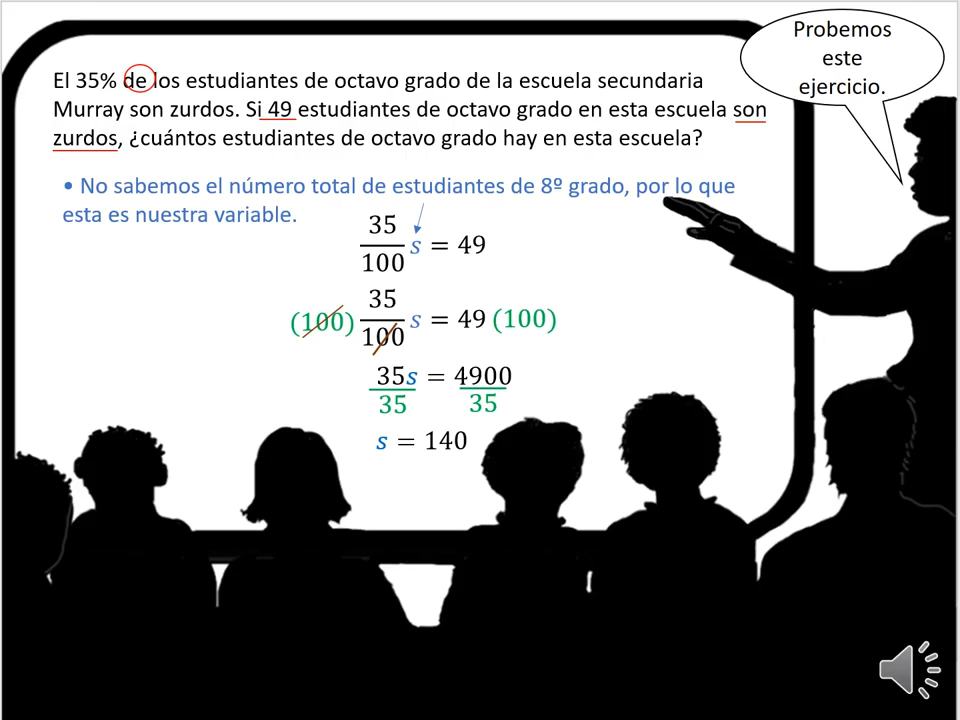 Probemos
este
ejercicio.
El 35% de los estudiantes de octavo grado de la escuela secundaria
Murray son zurdos. Si 49 estudiantes de octavo grado en esta escuela son
zurdos, ¿cuántos estudiantes de octavo grado hay en esta escuela?
• No sabemos el número total de estudiantes de 8º grado, por lo que
esta es nuestra variable.
35
100 s = 49
35
(100) 100 s = 49 (100)
35s = 4900
35 35
s = 140